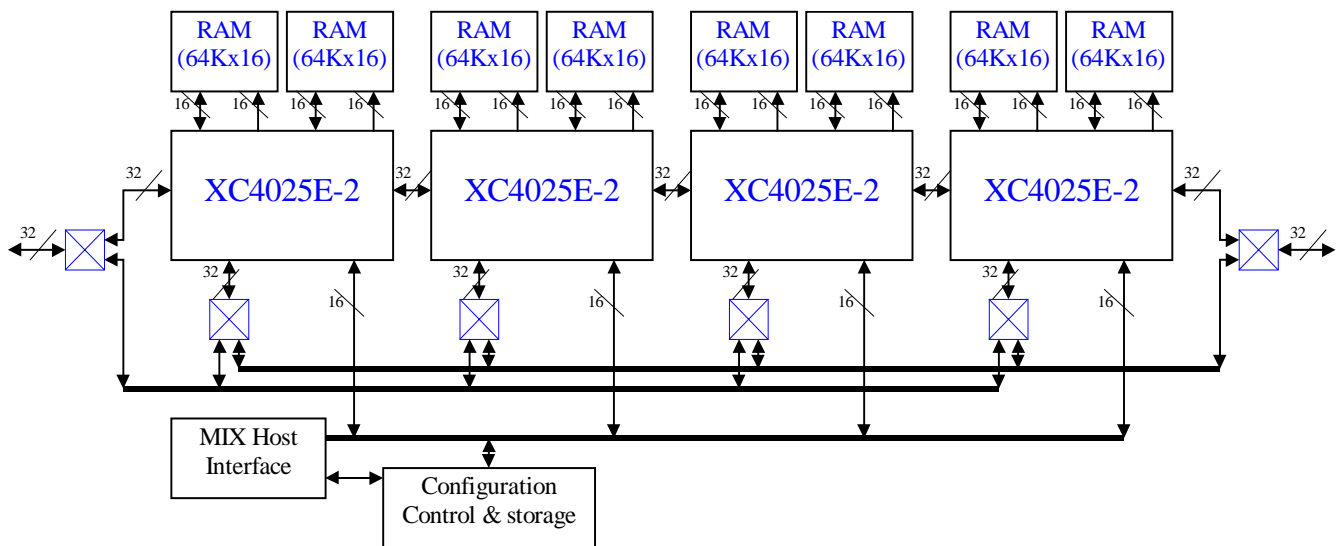 RAM RAM RAM RAM RAM RAM RAM RAM
(64Kx16) (64Kx16) (64Kx16) (64Kx16) (64Kx16) (64Kx16) (64Kx16) (64Kx16)
16 16 16 16 16 16 16 16 16 16 16 16 16 16 16 16
32 32 32 32 32
XC4025E-2 XC4025E-2 XC4025E-2 XC4025E-2
32 32
32 32 32 32
16 16 16 16
MIX Host
Interface
Configuration
Control & storage